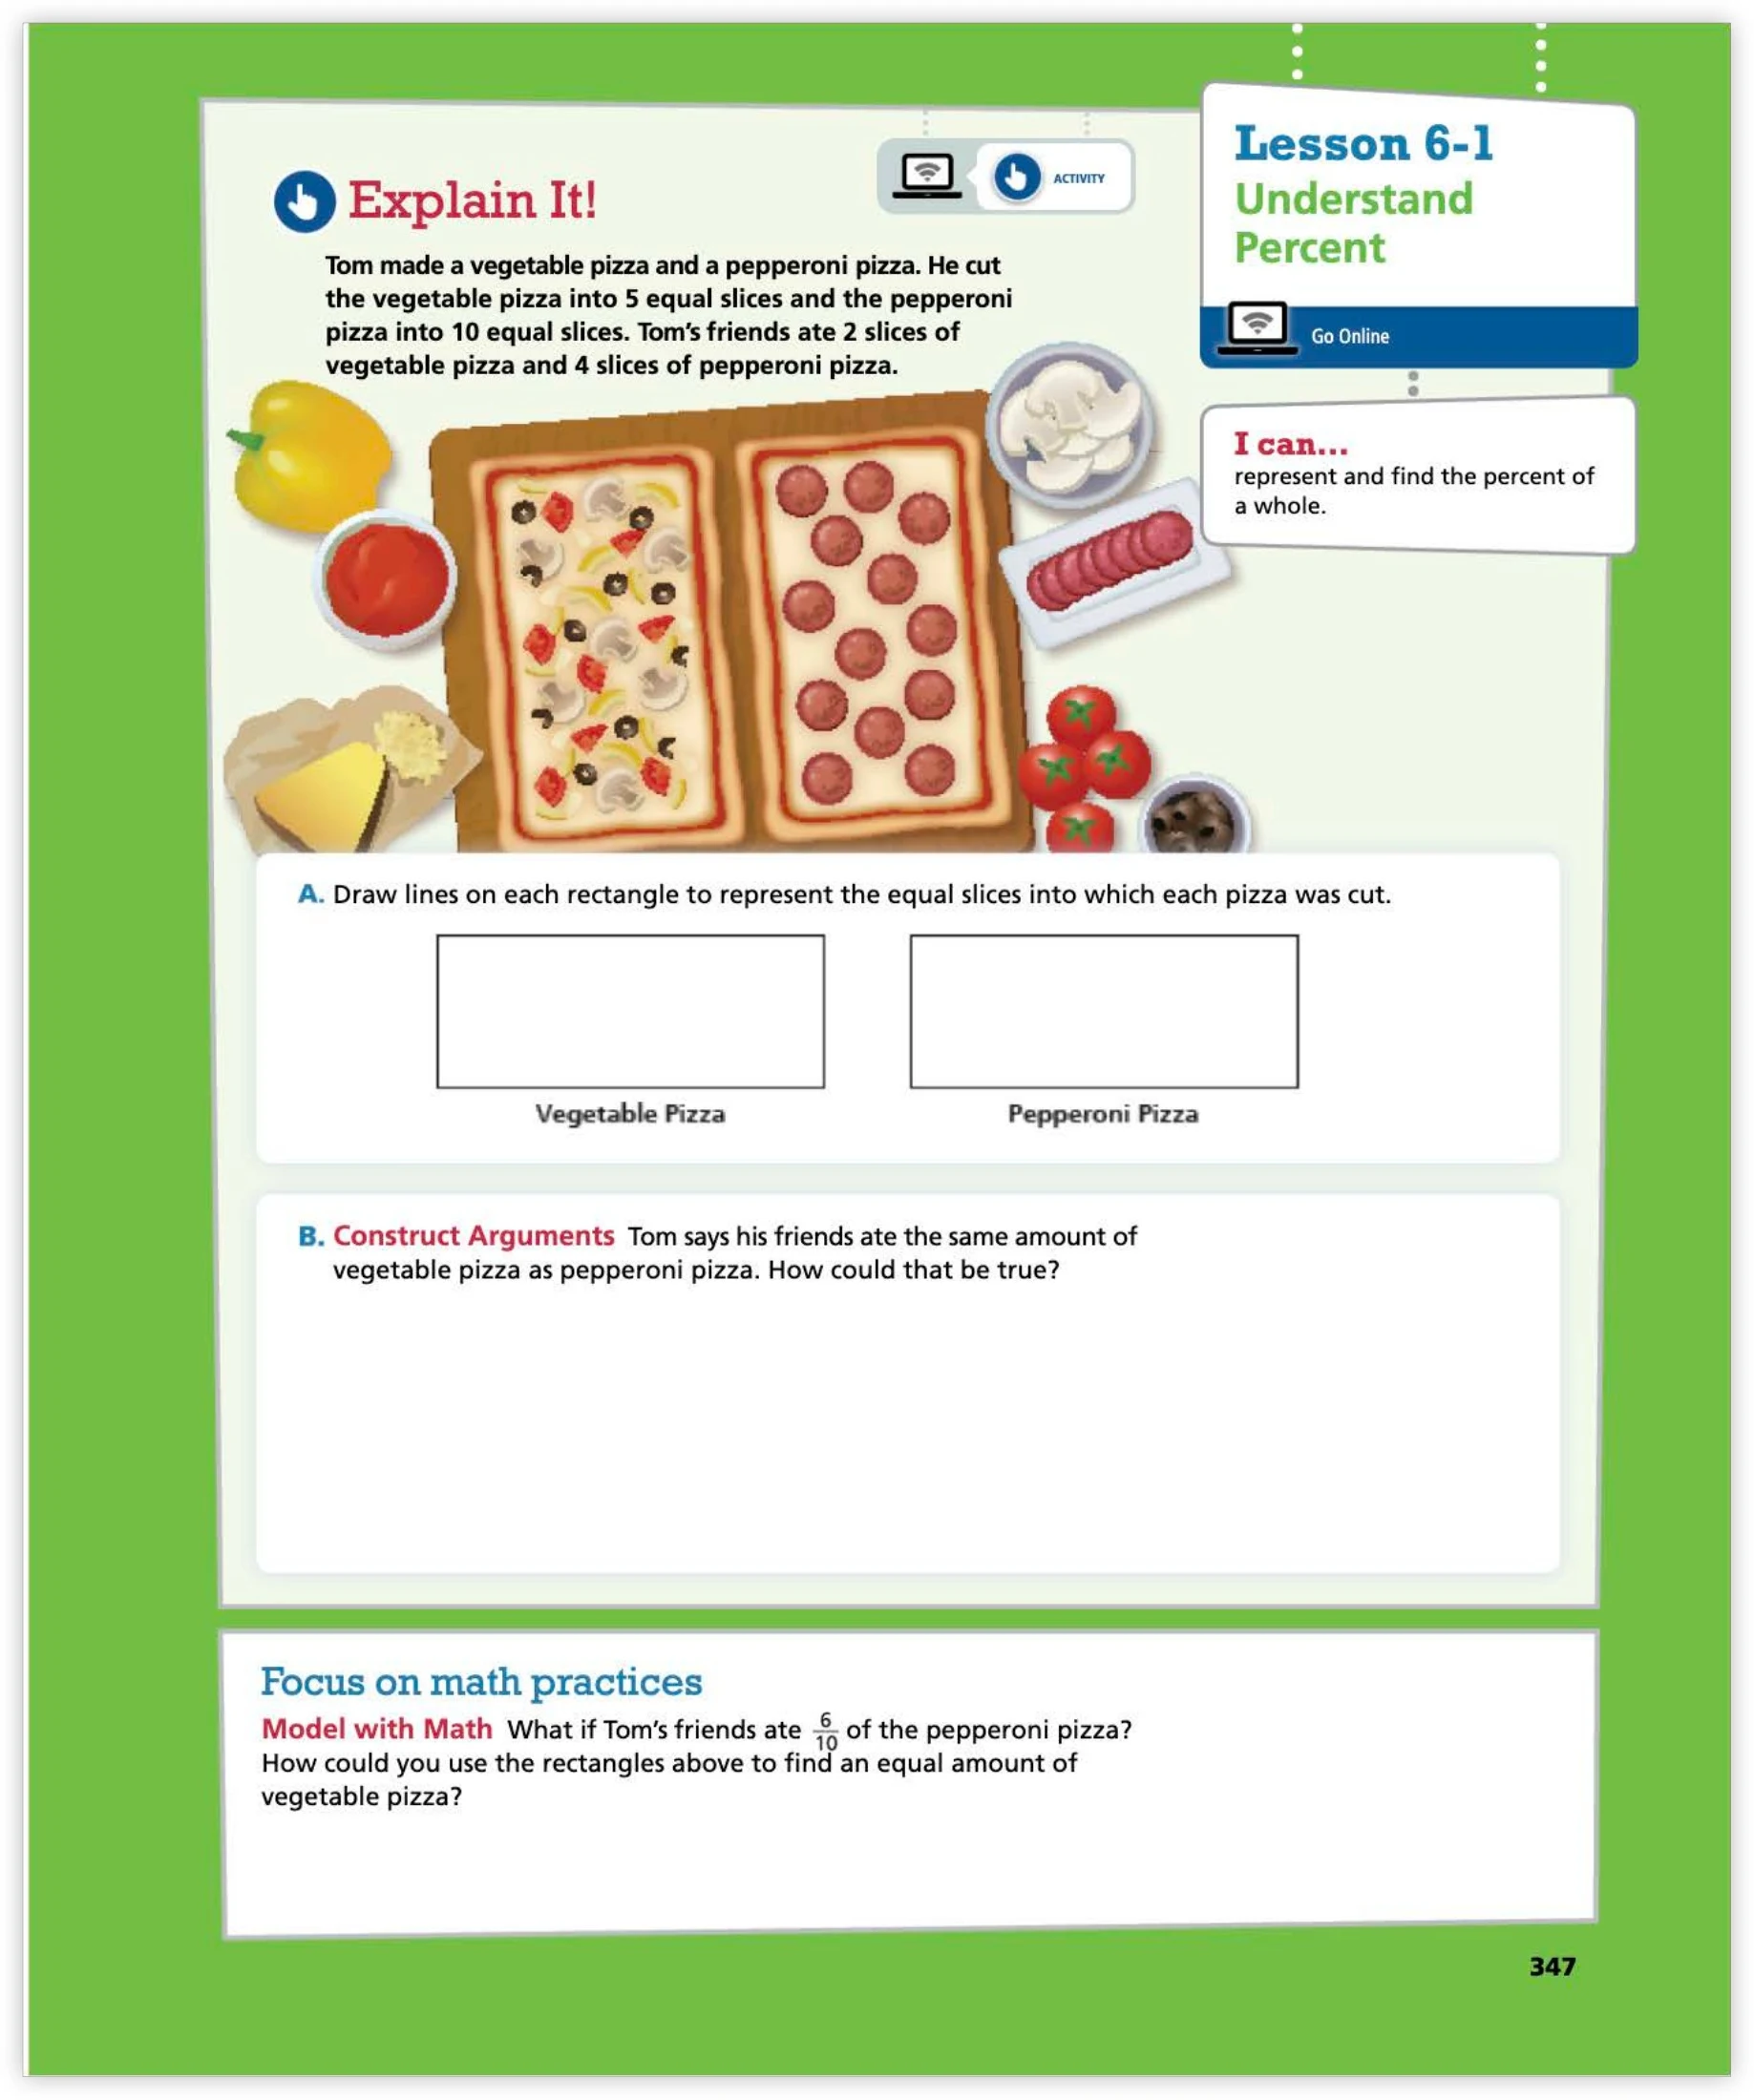 Lesson 6-1
Understand
Percent
Go Online
I can...
represent and find the percent of
a whole.
ACTIVITY
Explain It!
Tom made a vegetable pizza and a pepperoni pizza. He cut
the vegetable pizza into 5 equal slices and the pepperoni
pizza into 10 equal slices. Tom's friends ate 2 slices of
vegetable pizza and 4 slices of pepperoni pizza.
A. Draw lines on each rectangle to represent the equal slices into which each pizza was cut.
Vegetable Pizza
Pepperoni Pizza
B. Construct Arguments Tom says his friends ate the same amount of
vegetable pizza as pepperoni pizza. How could that be true?
Focus on math practices
Model with Math What if Tom's friends ate 6/10 of the pepperoni pizza?
How could you use the rectangles above to find an equal amount of
vegetable pizza?
347